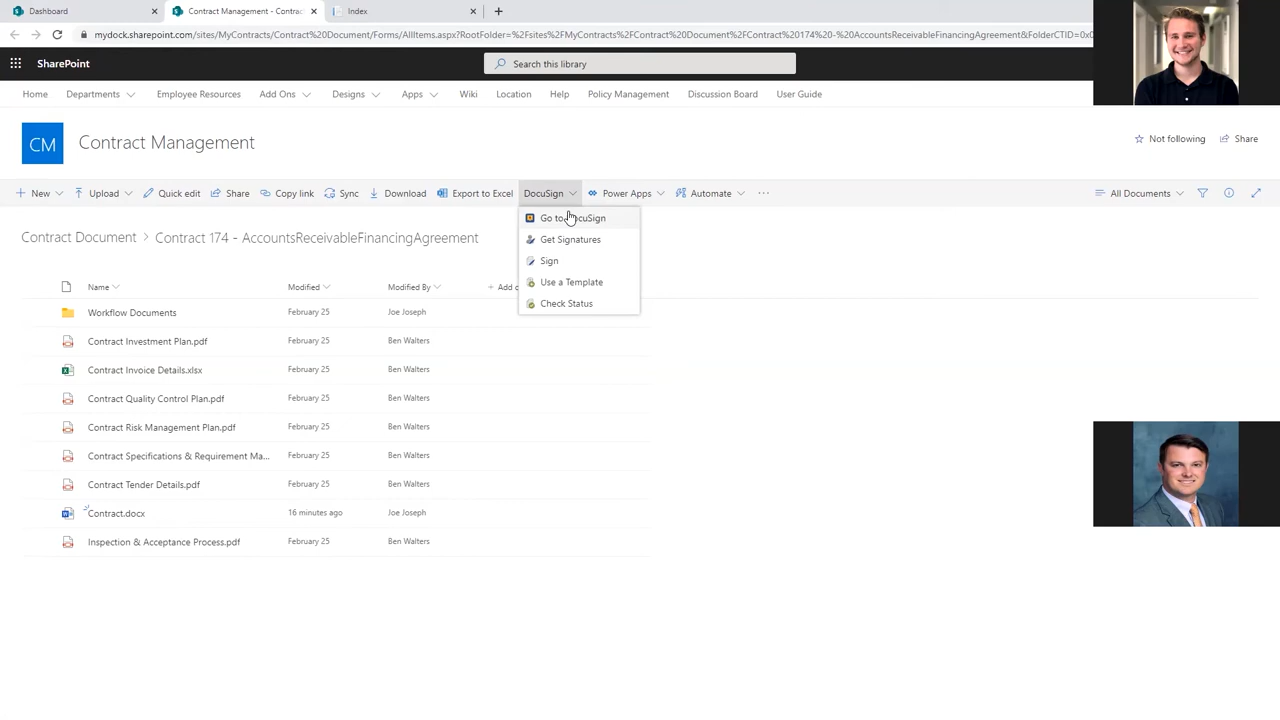 Dashboard
Contract Management - Contrac
Index
mydock.sharepoint.com/sites/MyContracts/Contract%20Document/Forms/AllItems.aspx?RootFolder=%2Fsites%2FMyContracts%2FContract%20Document%2FContract%20174%20-%20AccountsReceivableFinancingAgreement&FolderCTID=0x0
SharePoint
Search this library
Home Departments Employee Resources Add Ons Designs Apps Wiki Location Help Policy Management Discussion Board User Guide
CM
Contract Management
Not following Share
New Upload Quick edit Share Copy link Sync Download Export to Excel DocuSign Power Apps Automate ··· All Documents
Go to DocuSign
Get Signatures
Sign
Use a Template
Check Status
Contract Document > Contract 174 - AccountsReceivableFinancingAgreement
Name Modified Modified By + Add c
Workflow Documents February 25 Joe Joseph
Contract Investment Plan.pdf February 25 Ben Walters
Contract Invoice Details.xlsx February 25 Ben Walters
Contract Quality Control Plan.pdf February 25 Ben Walters
Contract Risk Management Plan.pdf February 25 Ben Walters
Contract Specifications & Requirement Ma... February 25 Ben Walters
Contract Tender Details.pdf February 25 Ben Walters
Contract.docx 16 minutes ago Joe Joseph
Inspection & Acceptance Process.pdf February 25 Ben Walters